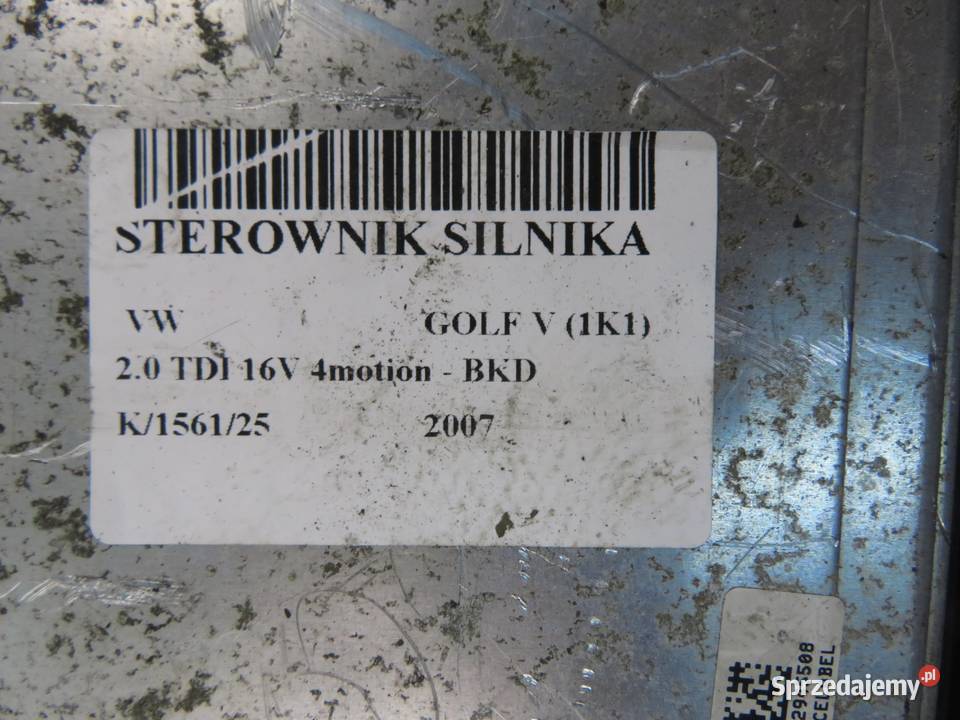 STEROWNIK SILNIKA
VW GOLF V (1K1)
2.0 TDI 16V 4motion - BKD
K/1561/25 2007
Sprzedajemy.pl